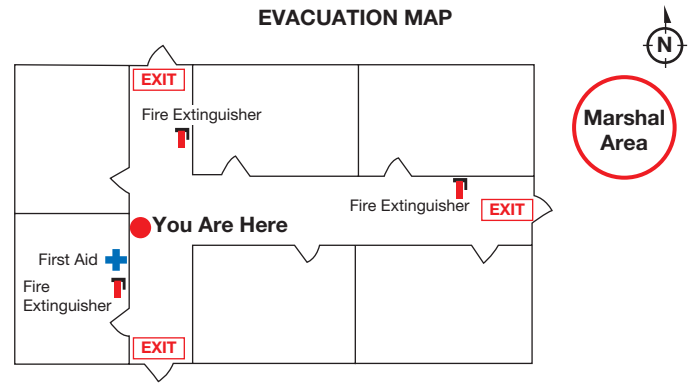 EVACUATION MAP
N
EXIT
Fire Extinguisher
Marshal
Area
Fire Extinguisher
EXIT
You Are Here
First Aid
Fire
Extinguisher
EXIT